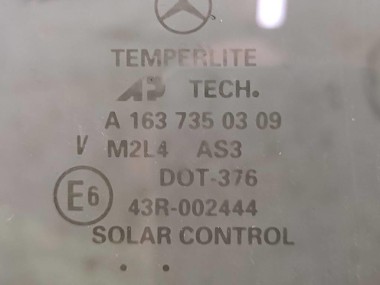 TEMPERLITE
AP TECH.
A 163 735 03 09
V M2L4 AS3
DOT-376
E6 43R-002444
SOLAR CONTROL